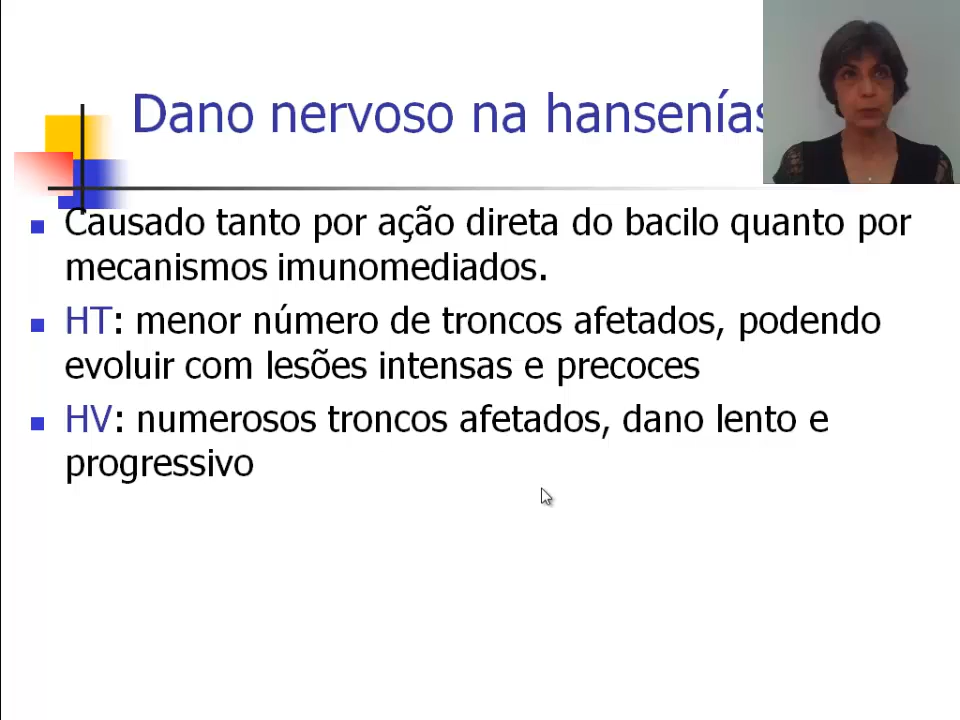 Dano nervoso na hansenías
Causado tanto por ação direta do bacilo quanto por
mecanismos imunomediados.
HT: menor número de troncos afetados, podendo
evoluir com lesões intensas e precoces
HV: numerosos troncos afetados, dano lento e
progressivo